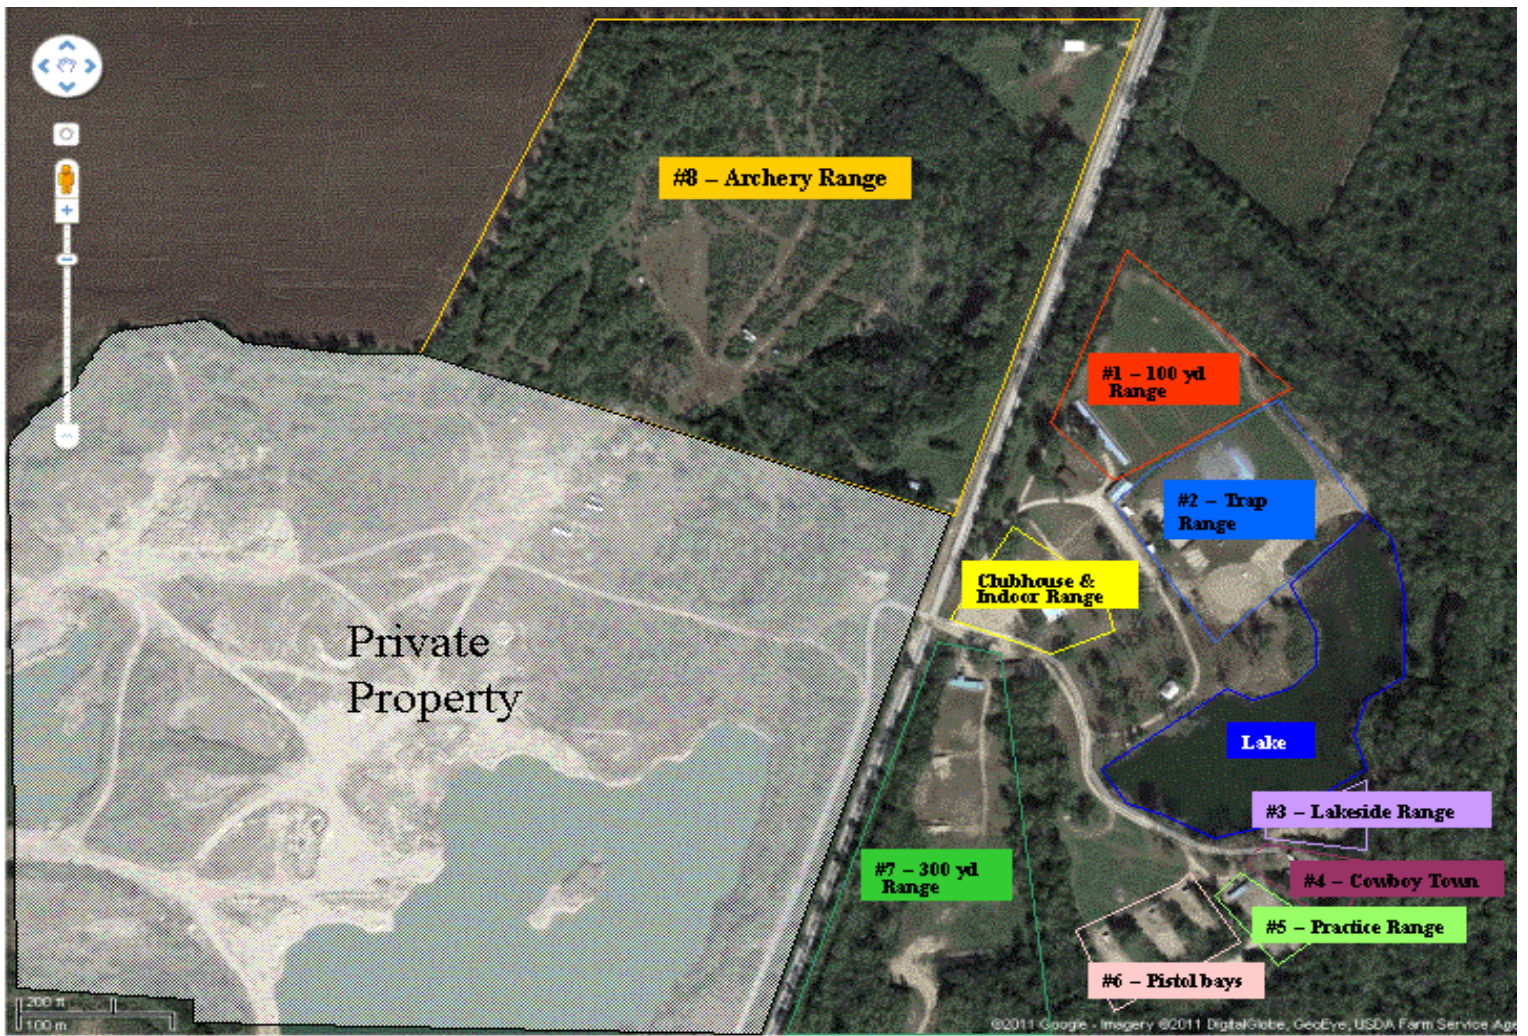 #8 – Archery Range
#1 – 100 yd
Range
#2 – Trap
Range
Clubhouse &
Indoor Range
Private
Property
Lake
#3 – Lakeside Range
#7 – 300 yd
Range
#4 – Cowboy Town
#5 – Practice Range
#6 – Pistol bays
200 ft
100 m
©2011 Google - Imagery ©2011 DigitalGlobe, GeoEye, USDA Farm Service Age